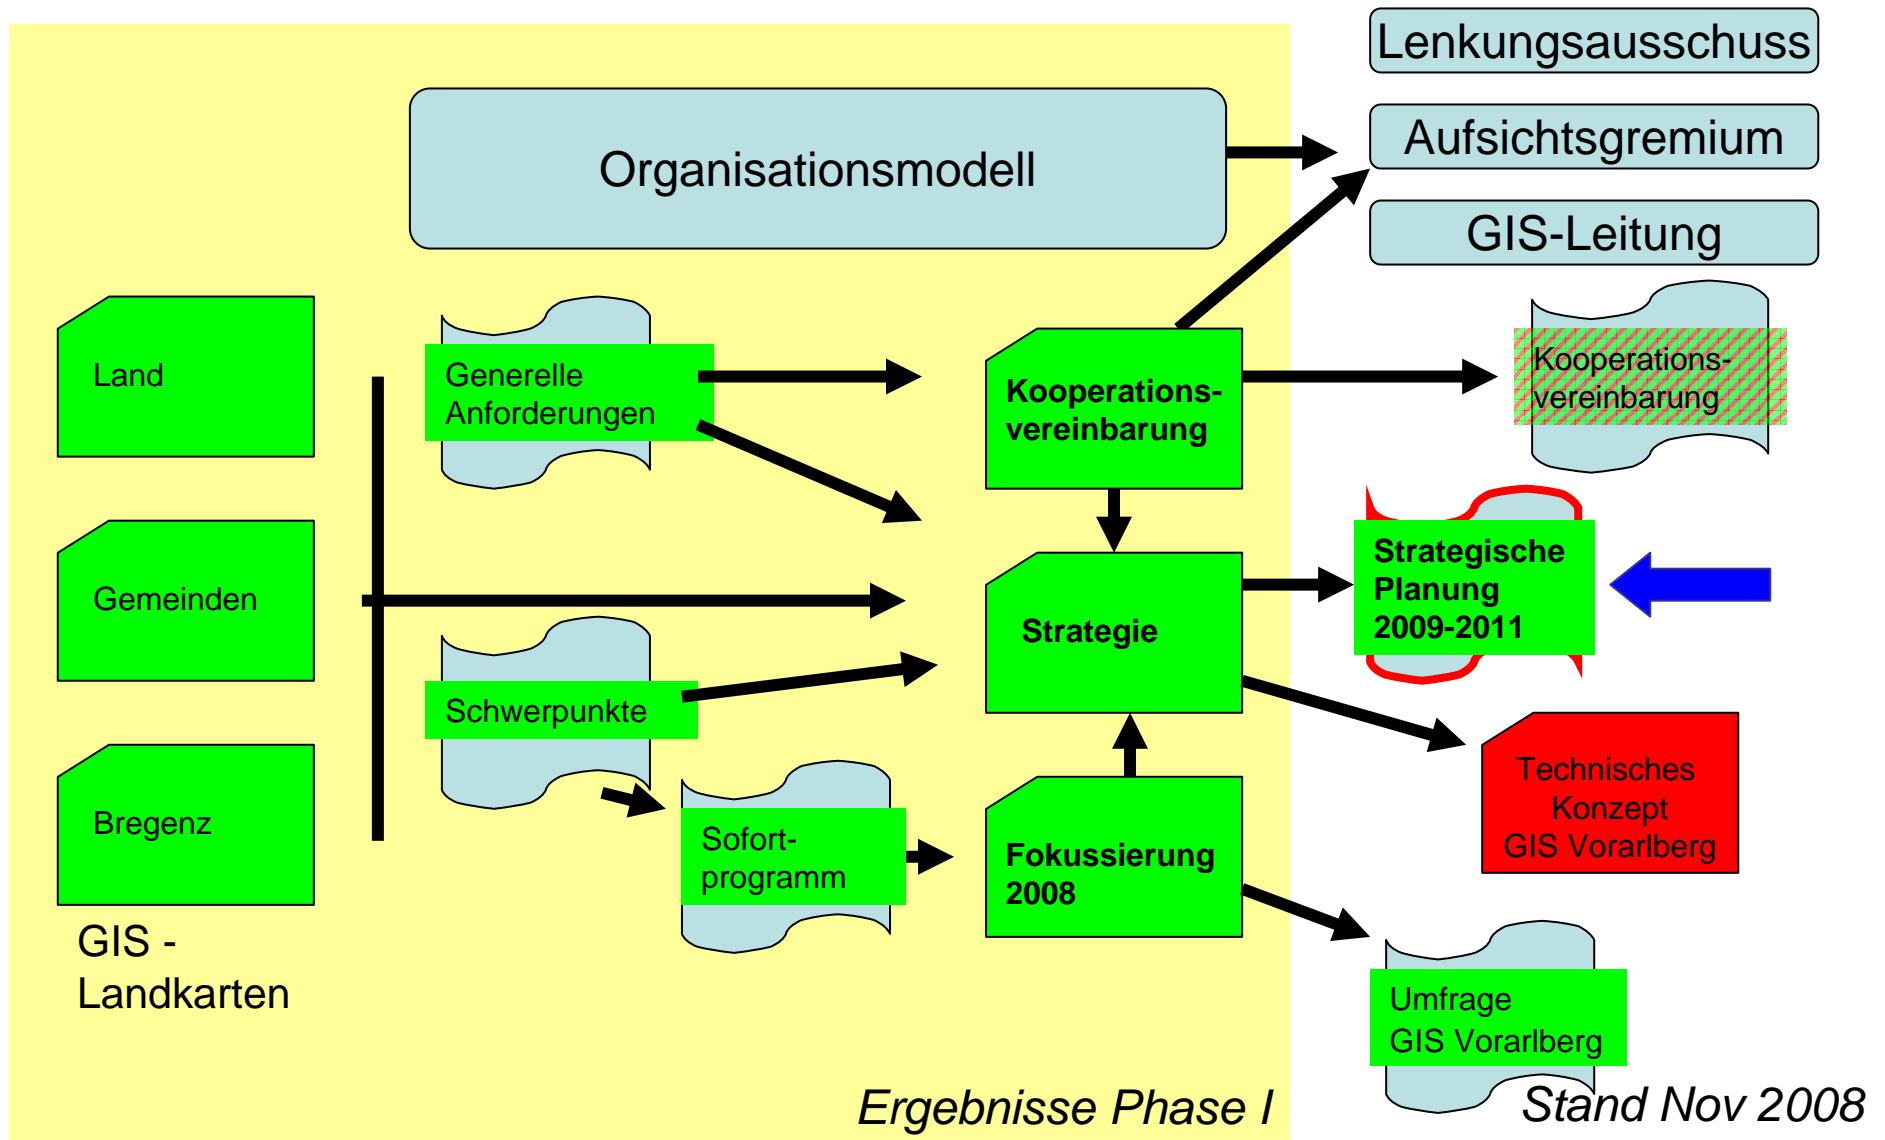 Lenkungsausschuss
Organisationsmodell
Aufsichtsgremium
GIS-Leitung
Land
Generelle
Anforderungen
Kooperations-
vereinbarung
Kooperations-
vereinbarung
Gemeinden
Schwerpunkte
Strategie
Strategische
Planung
2009-2011
Bregenz
Sofort-
programm
Fokussierung
2008
Technisches
Konzept
GIS Vorarlberg
GIS -
Landkarten
Umfrage
GIS Vorarlberg
Ergebnisse Phase I
Stand Nov 2008